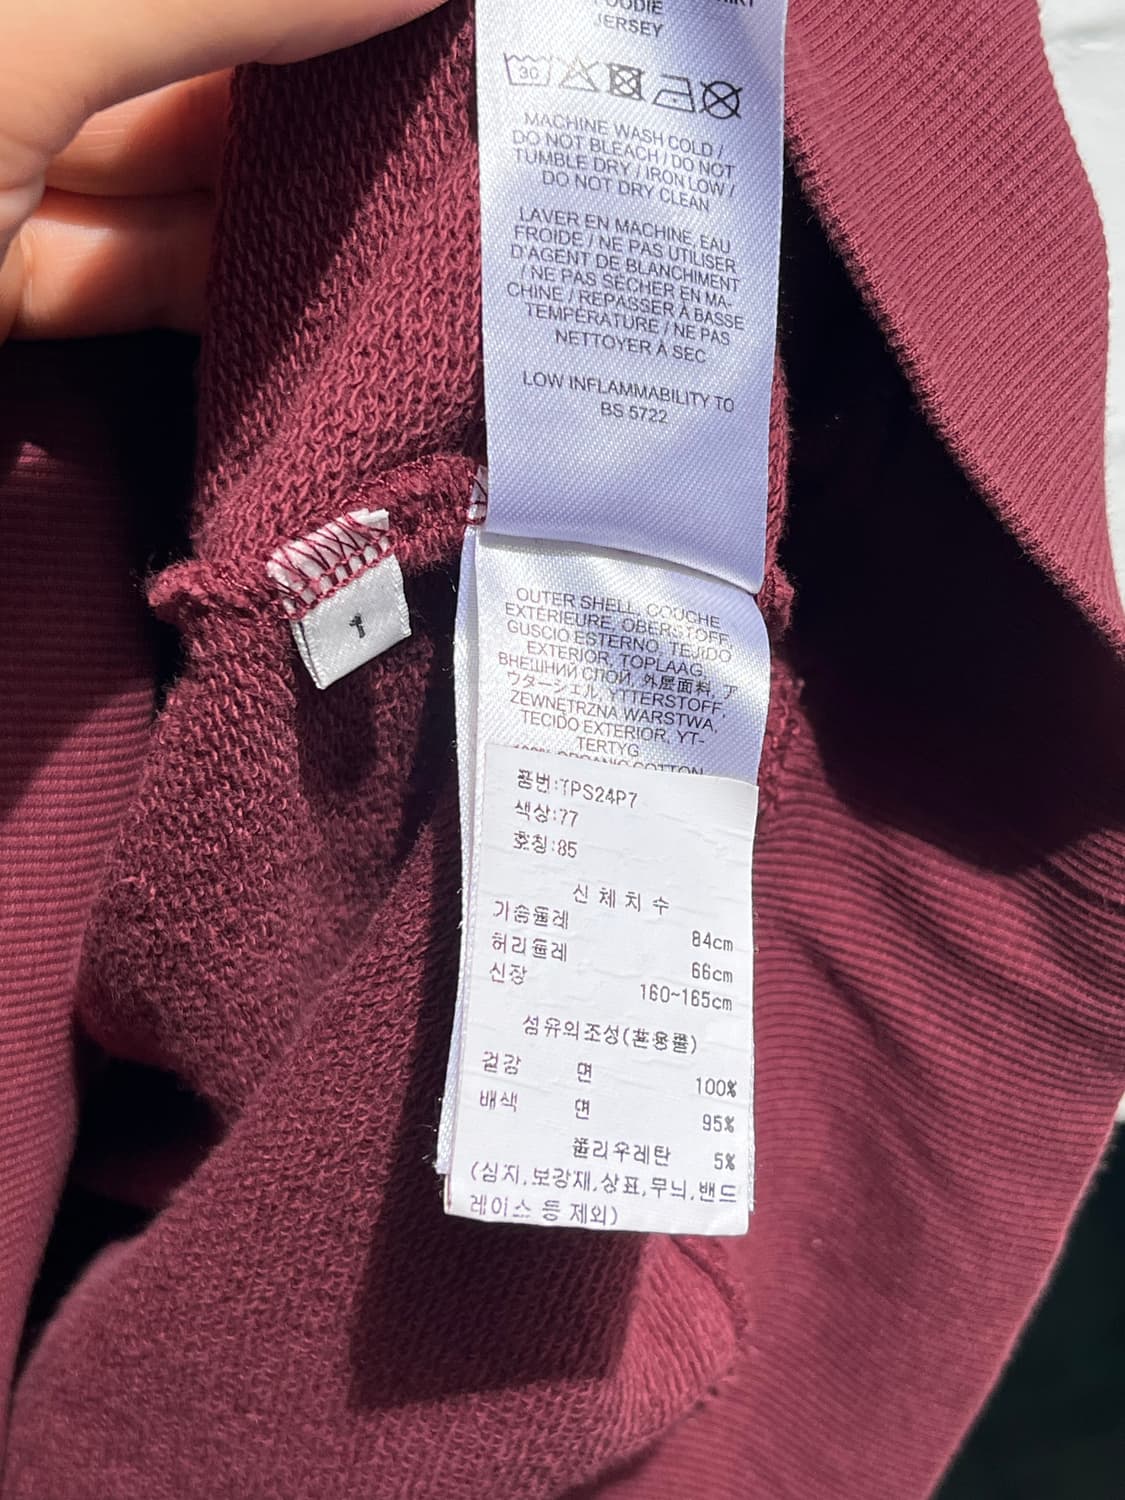 JERSEY
30
MACHINE WASH COLD /
DO NOT BLEACH / DO NOT
TUMBLE DRY / IRON LOW /
DO NOT DRY CLEAN
LAVER EN MACHINE, EAU
FROIDE / NE PAS UTILISER
D'AGENT DE BLANCHIMENT
/ NE PAS SÉCHER EN MA-
CHINE / REPASSER À BASSE
TEMPÉRATURE / NE PAS
NETTOYER À SEC
LOW INFLAMMABILITY TO
BS 5722
1
OUTER SHELL, COUCHE
EXTÉRIEURE, OBERSTOFF,
GUSCIO ESTERNO, TEJIDO
EXTERIOR, TOPLAAG,
ВНЕШНИЙ СЛОЙ, 外层面料, ア
ウターシェル, YTTERSTOFF,
ZEWNĘTRZNA WARSTWA,
TECIDO EXTERIOR, YT-
TERTYG
100% ORGANIC COTTON
품번:TPS24P7
색상:77
호칭:85
신체치수
가슴둘레 84cm
허리둘레 66cm
신장 160~165cm
섬유의조성(혼용률)
겉감 면 100%
배색 면 95%
폴리우레탄 5%
(심지,보강재,상표,무늬,밴드
레이스 등 제외)